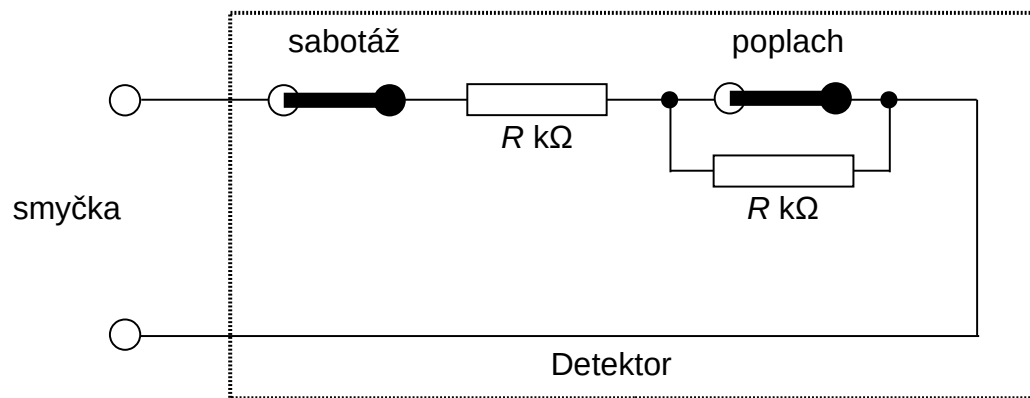 sabotáž
poplach
R kΩ
R kΩ
smyčka
Detektor